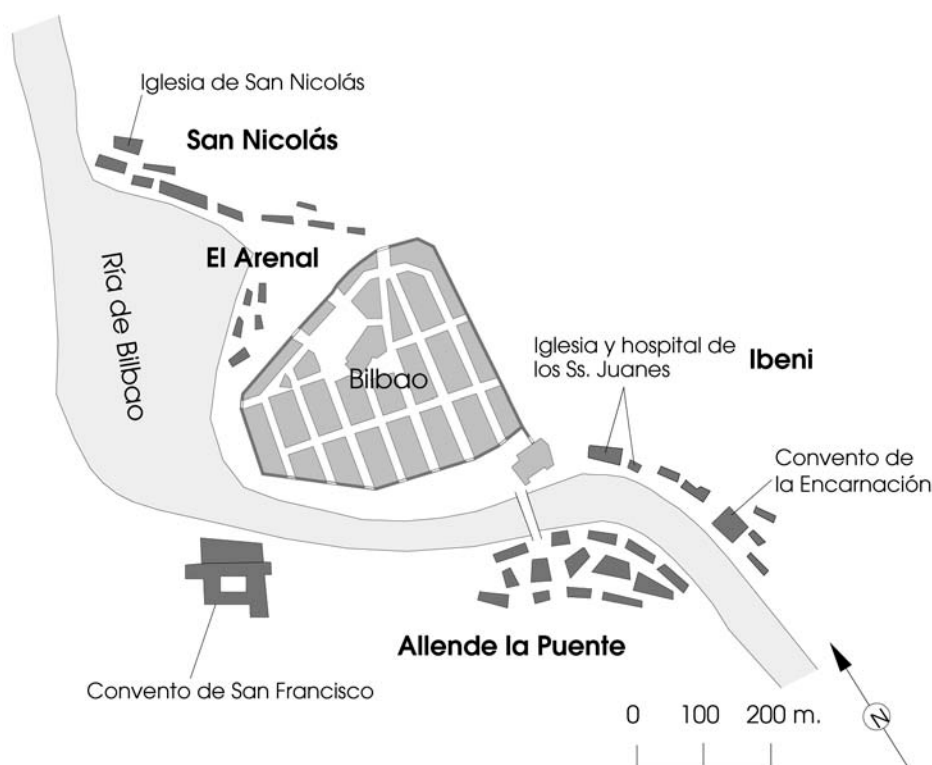 Iglesia de San Nicolás
San Nicolás
El Arenal
Ría de Bilbao
Bilbao
Iglesia y hospital de
los Ss. Juanes
Ibeni
Convento de
la Encarnación
Allende la Puente
Convento de San Francisco
0 100 200 m.
N